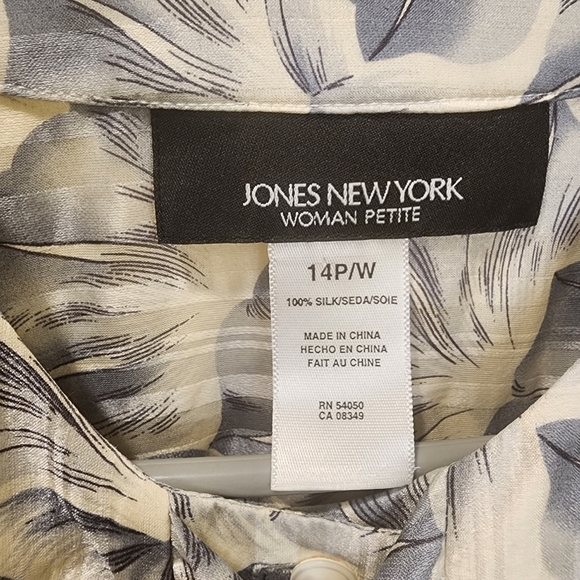 JONES NEW YORK
WOMAN PETITE
14P/W
100% SILK/SEDA/SOIE
MADE IN CHINA
HECHO EN CHINA
FAIT AU CHINE
RN 54050
CA 08349